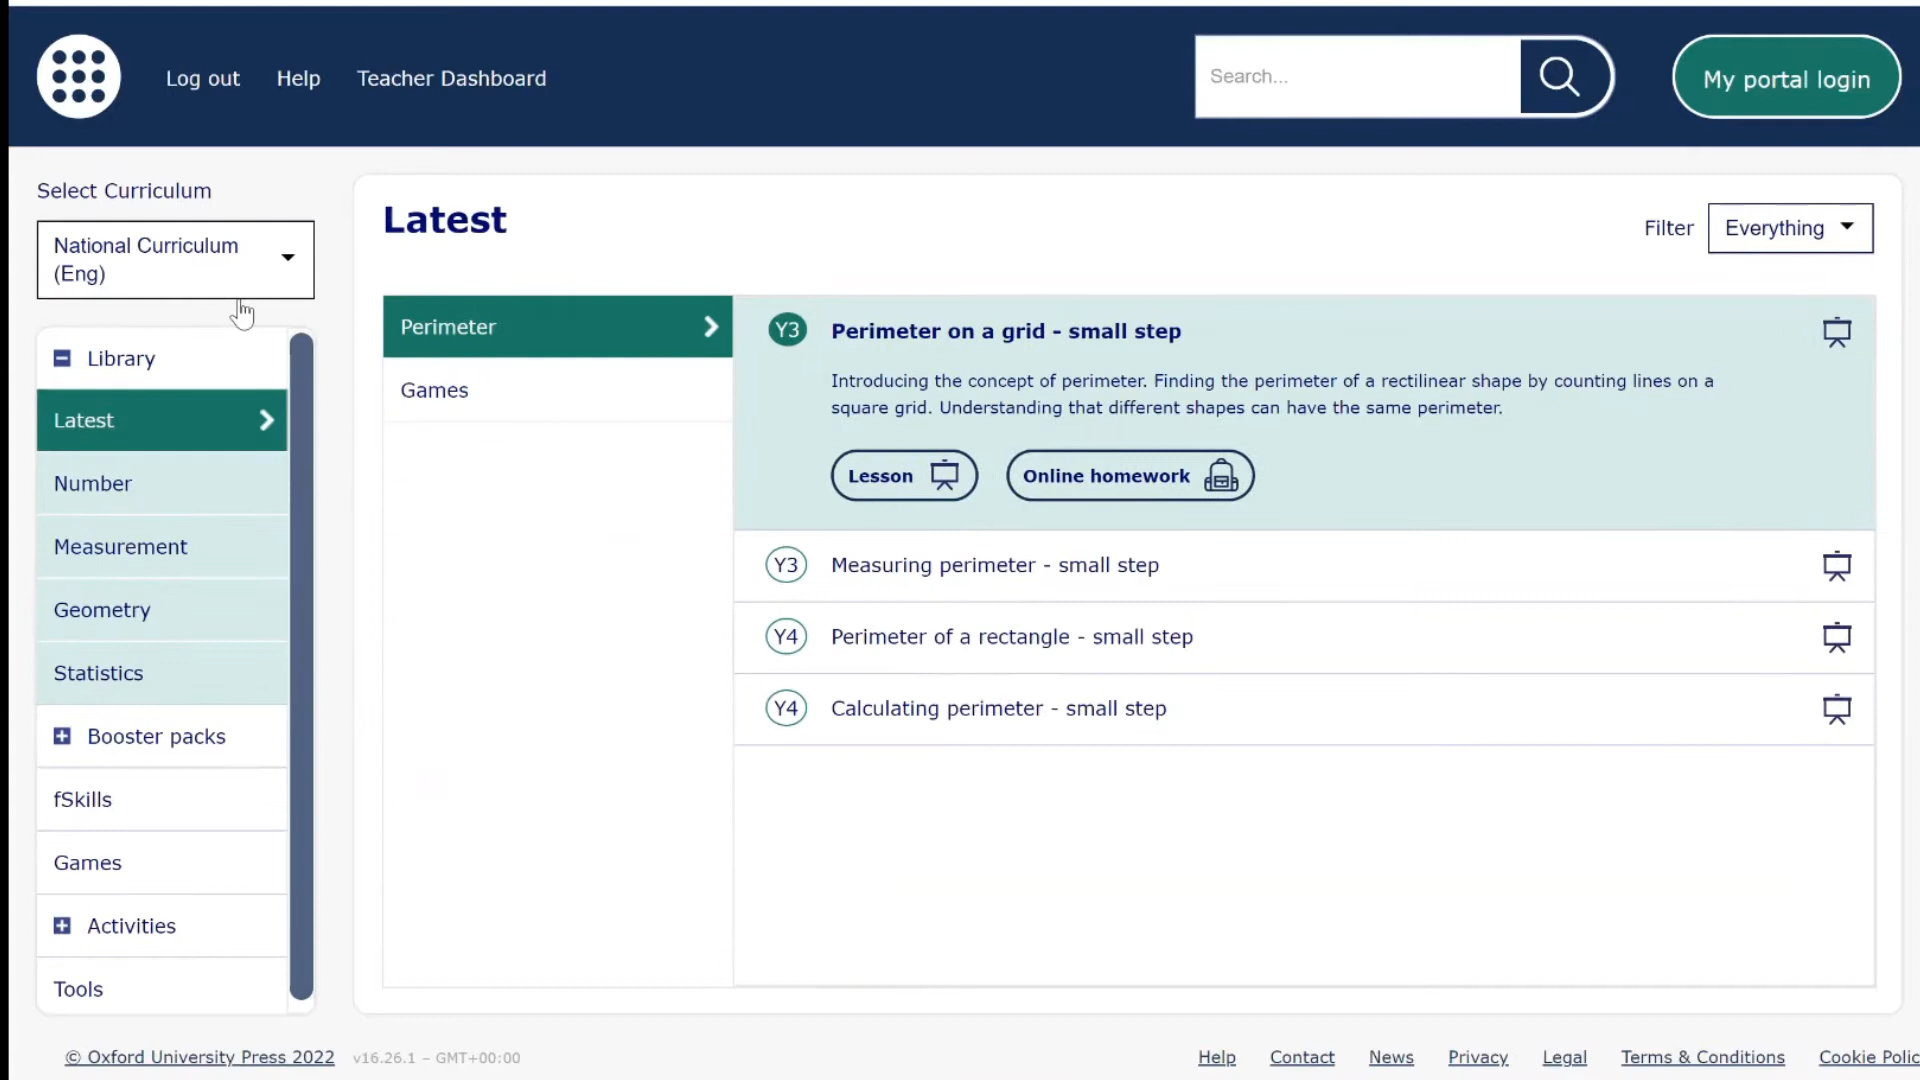 Log out
Help
Teacher Dashboard
Search...
My portal login
Select Curriculum
National Curriculum
(Eng)
Library
Latest
Number
Measurement
Geometry
Statistics
Booster packs
fSkills
Games
Activities
Tools
Latest
Filter
Everything
Perimeter
Games
Y3
Perimeter on a grid - small step
Introducing the concept of perimeter. Finding the perimeter of a rectilinear shape by counting lines on a
square grid. Understanding that different shapes can have the same perimeter.
Lesson
Online homework
Y3
Measuring perimeter - small step
Y4
Perimeter of a rectangle - small step
Y4
Calculating perimeter - small step
© Oxford University Press 2022
v16.26.1 – GMT+00:00
Help
Contact
News
Privacy
Legal
Terms & Conditions
Cookie Polic